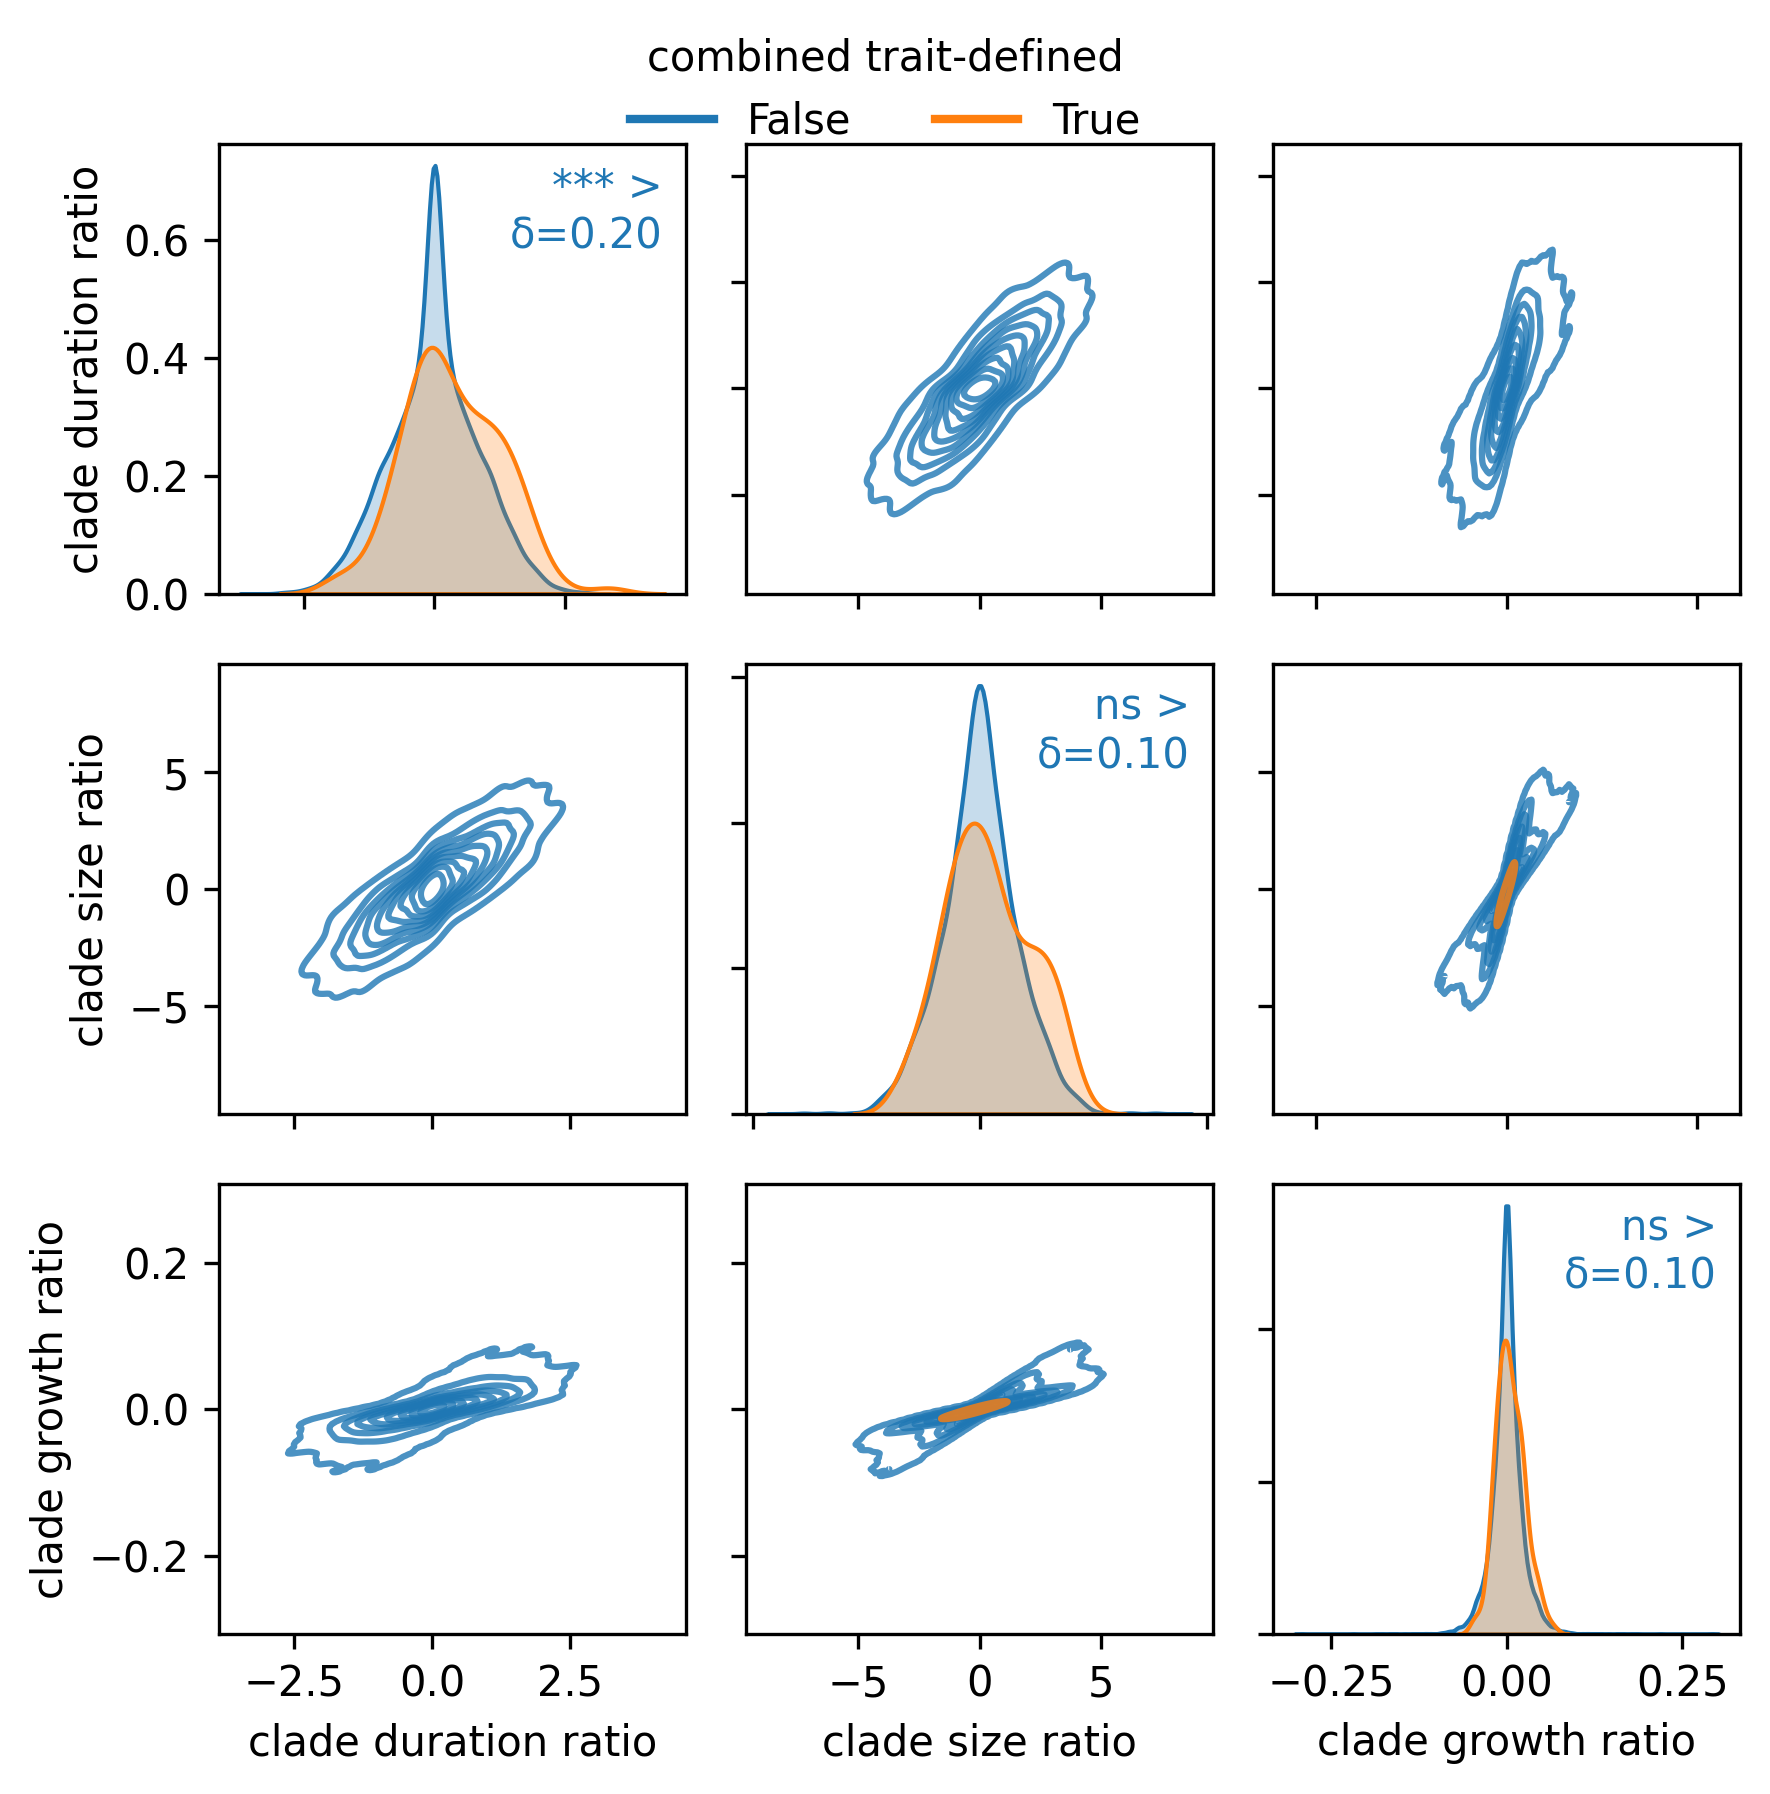 combined trait-defined
False True
clade duration ratio
0.6
0.4
0.2
0.0
*** >
δ=0.20
clade size ratio
5
0
−5
ns >
δ=0.10
clade growth ratio
0.2
0.0
−0.2
ns >
δ=0.10
−2.5 0.0 2.5
−5 0 5
−0.25 0.00 0.25
clade duration ratio
clade size ratio
clade growth ratio